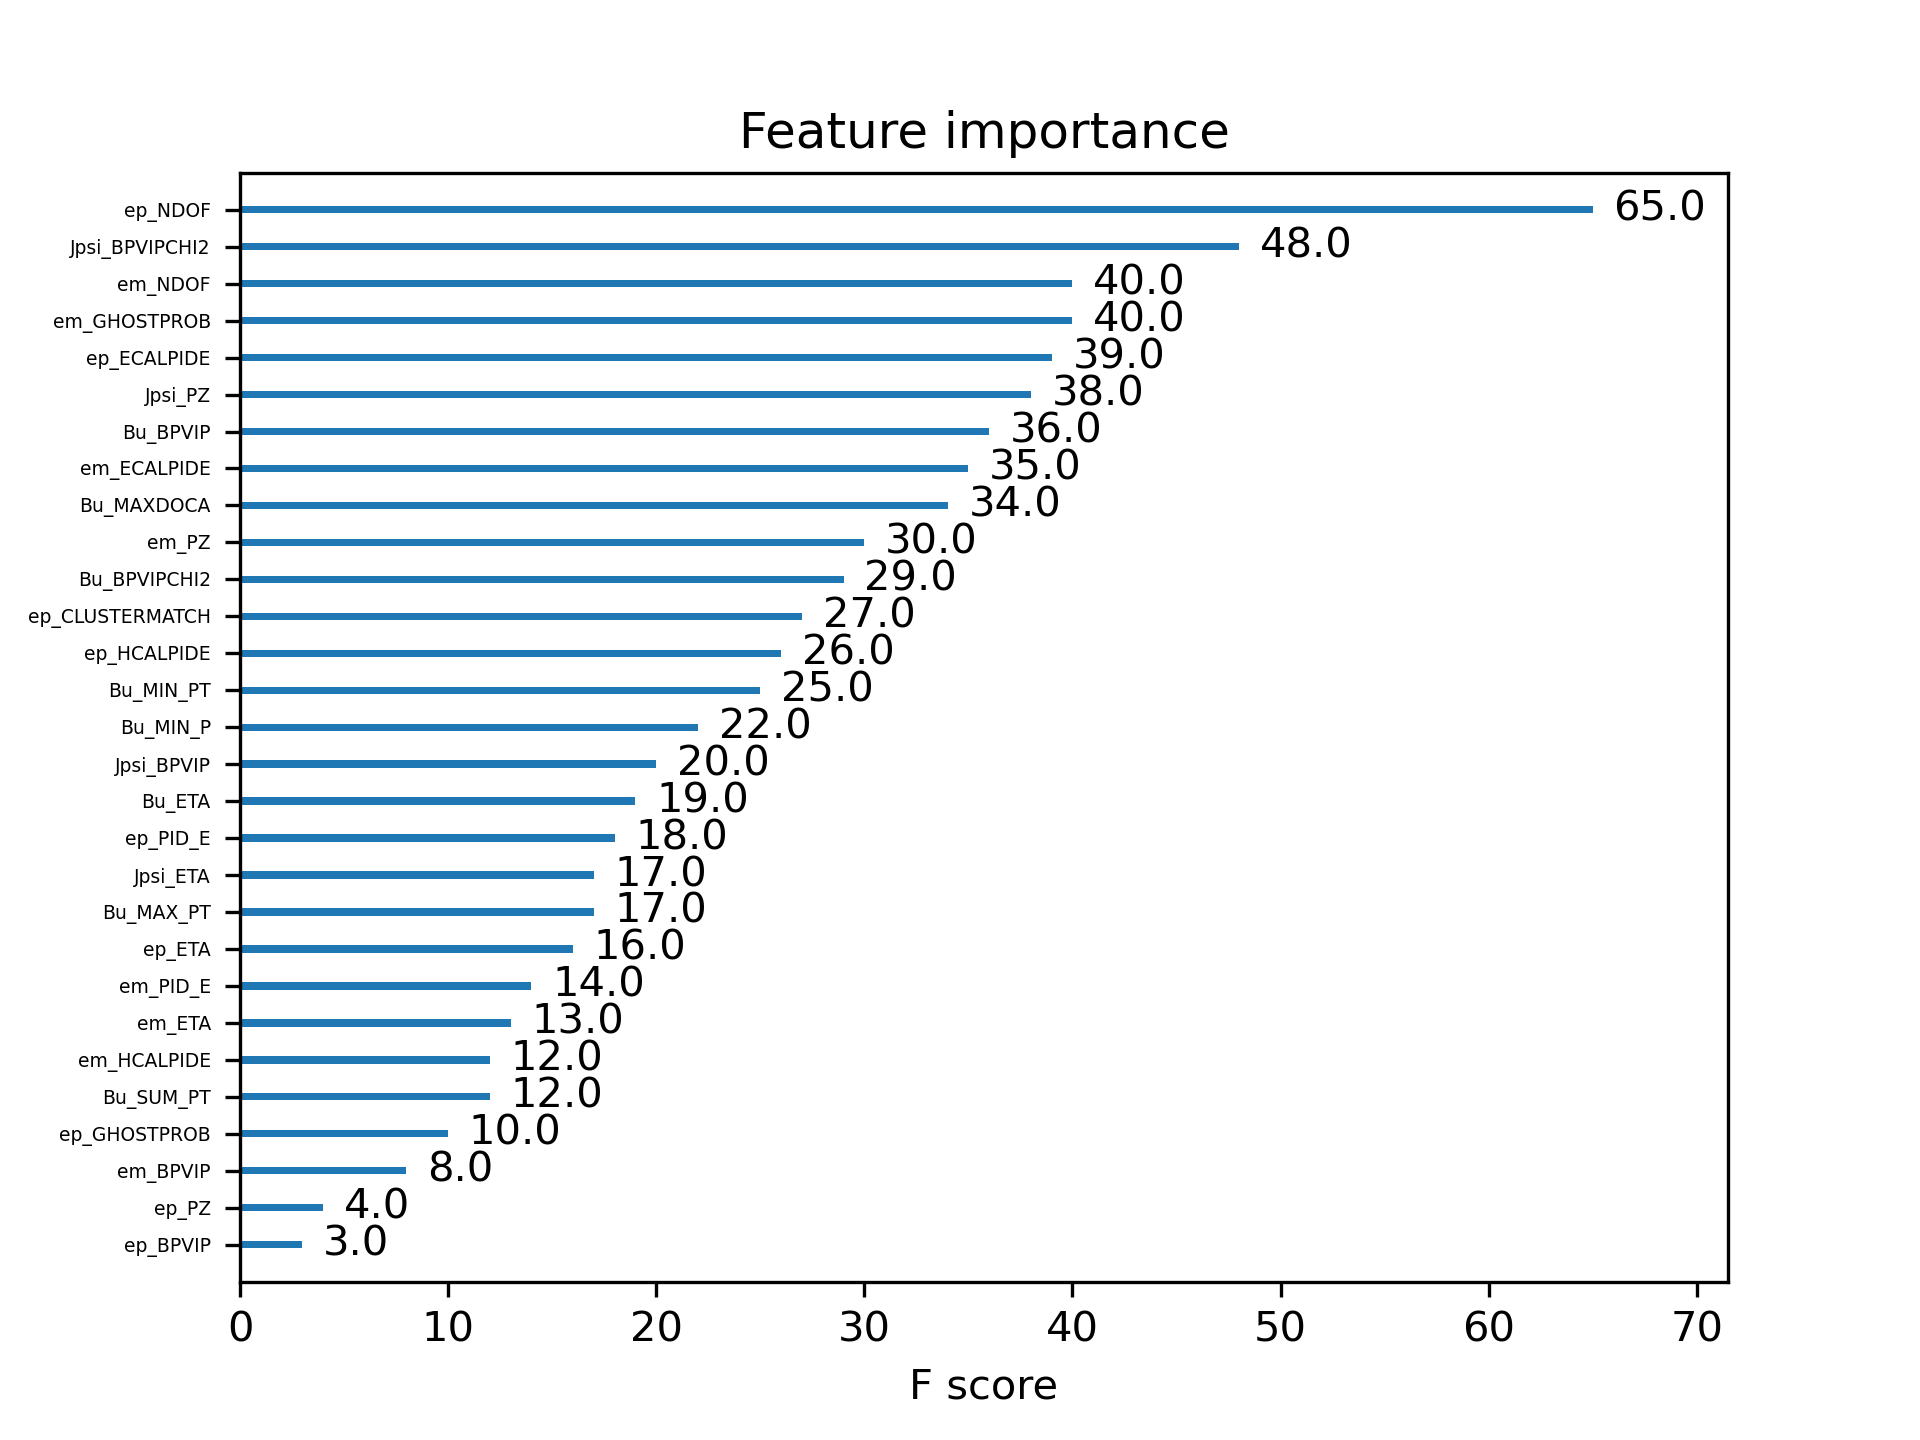 Feature importance
ep_NDOF 65.0
Jpsi_BPVIPCHI2 48.0
em_NDOF 40.0
em_GHOSTPROB 40.0
ep_ECALPIDE 39.0
Jpsi_PZ 38.0
Bu_BPVIP 36.0
em_ECALPIDE 35.0
Bu_MAXDOCA 34.0
em_PZ 30.0
Bu_BPVIPCHI2 29.0
ep_CLUSTERMATCH 27.0
ep_HCALPIDE 26.0
Bu_MIN_PT 25.0
Bu_MIN_P 22.0
Jpsi_BPVIP 20.0
Bu_ETA 19.0
ep_PID_E 18.0
Jpsi_ETA 17.0
Bu_MAX_PT 17.0
ep_ETA 16.0
em_PID_E 14.0
em_ETA 13.0
em_HCALPIDE 12.0
Bu_SUM_PT 12.0
ep_GHOSTPROB 10.0
em_BPVIP 8.0
ep_PZ 4.0
ep_BPVIP 3.0
0 10 20 30 40 50 60 70
F score